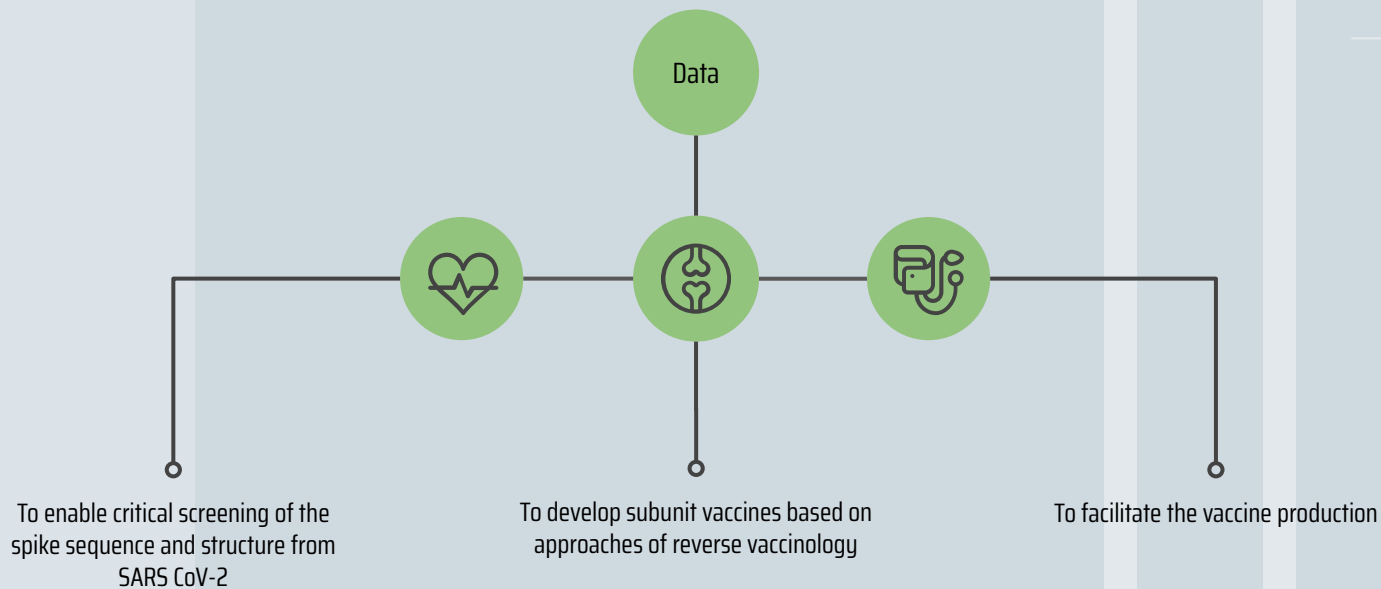 Data
To enable critical screening of the
spike sequence and structure from
SARS CoV-2
To develop subunit vaccines based on
approaches of reverse vaccinology
To facilitate the vaccine production